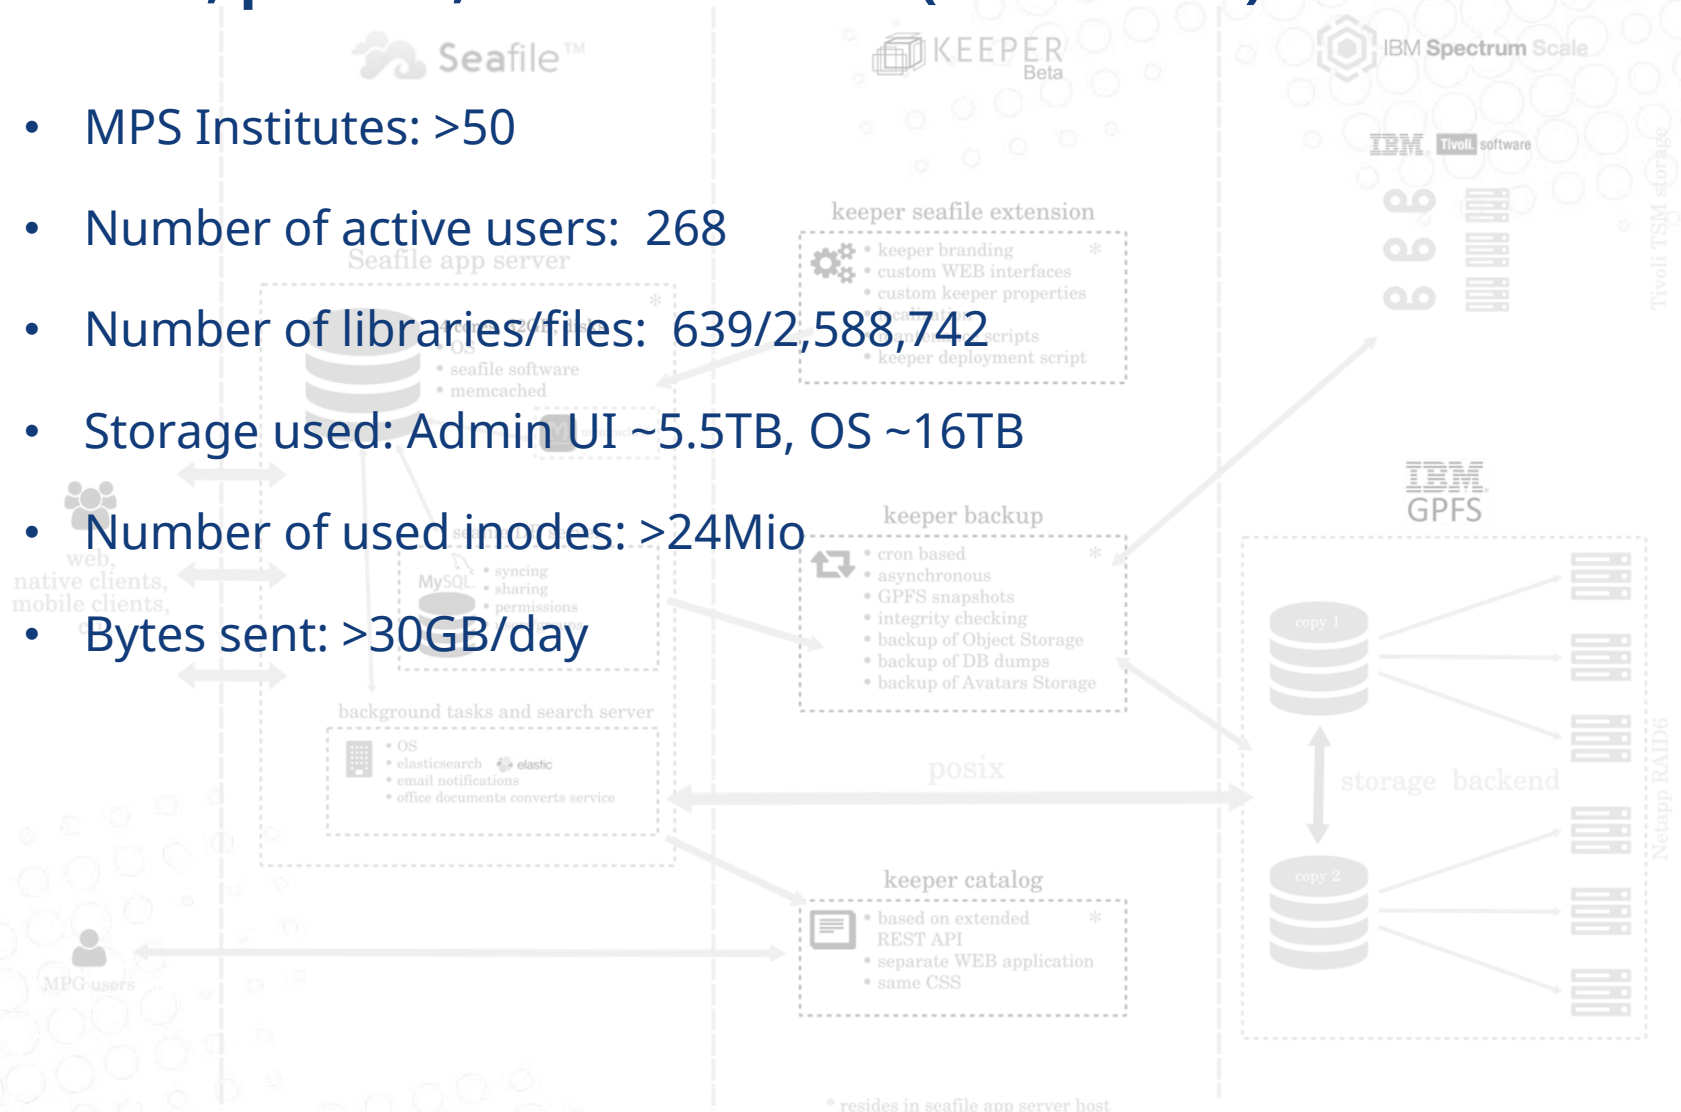 Seafile™
KEEPER
Beta
IBM Spectrum Scale
• MPS Institutes: >50
IBM. Tivoli. software
Tivoli TSM storage
• Number of active users:  268
• Number of libraries/files:  639/2,588,742
• Storage used: Admin UI ~5.5TB, OS ~16TB
• Number of used inodes: >24Mio
• Bytes sent: >30GB/day
Seafile app server
• OS
• seafile software
• memcached
web,
native clients,
mobile clients,
MySQL
• syncing
• sharing
• permissions
background tasks and search server
• OS
• elasticsearch elastic
• email notifications
• office documents converts service
MPG users
keeper seafile extension
• keeper branding *
• custom WEB interfaces
• custom keeper properties
scripts
• keeper deployment script
keeper backup
• cron based *
• asynchronous
• GPFS snapshots
• integrity checking
• backup of Object Storage
• backup of DB dumps
• backup of Avatars Storage
posix
keeper catalog
• based on extended *
REST API
• separate WEB application
• same CSS
IBM.
GPFS
copy 1
storage backend
copy 2
Netapp RAID6
* resides in seafile app server host